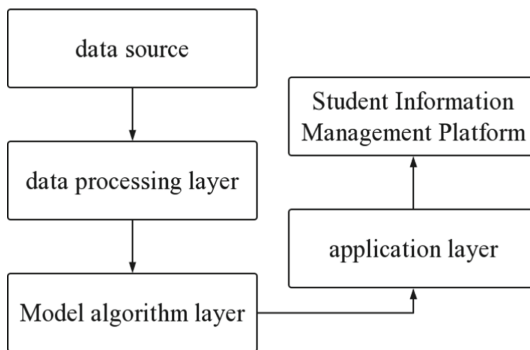 data source
data processing layer
Model algorithm layer
Student Information
Management Platform
application layer